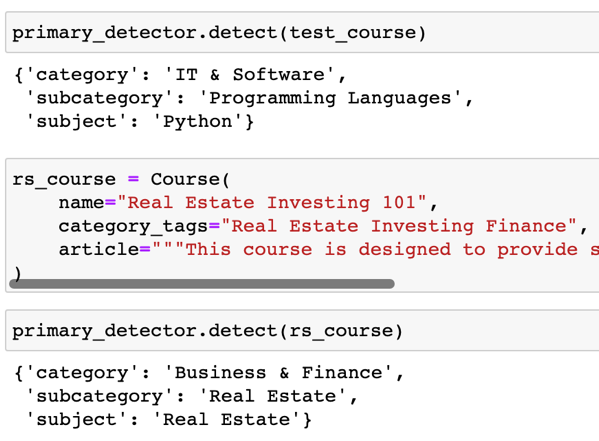 primary_detector.detect(test_course)
{'category': 'IT & Software',
 'subcategory': 'Programming Languages',
 'subject': 'Python'}
rs_course = Course(
    name="Real Estate Investing 101",
    category_tags="Real Estate Investing Finance",
    article="""This course is designed to provide s
)
primary_detector.detect(rs_course)
{'category': 'Business & Finance',
 'subcategory': 'Real Estate',
 'subject': 'Real Estate'}